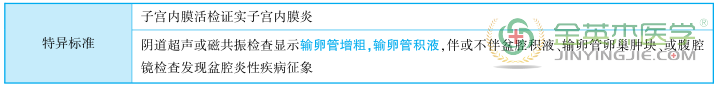 子宫内膜活检证实子宫内膜炎
特异标准
阴道超声或磁共振检查显示输卵管增粗,输卵管积液,伴或不伴盆腔积液、输卵管卵巢肿块、或腹腔
镜检查发现盆腔炎性疾病征象
金英杰医学
JINYINGJIE.COM